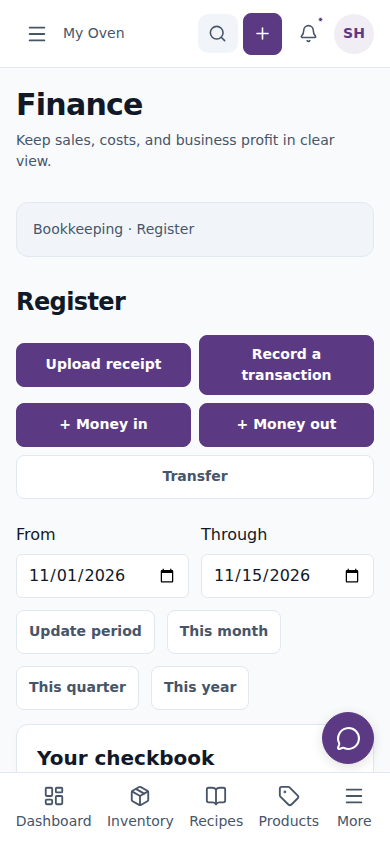 My Oven
SH
Finance
Keep sales, costs, and business profit in clear
view.
Bookkeeping · Register
Register
Upload receipt
Record a
transaction
+ Money in
+ Money out
Transfer
From
Through
11/01/2026
11/15/2026
Update period
This month
This quarter
This year
Your checkbook
Dashboard
Inventory
Recipes
Products
More